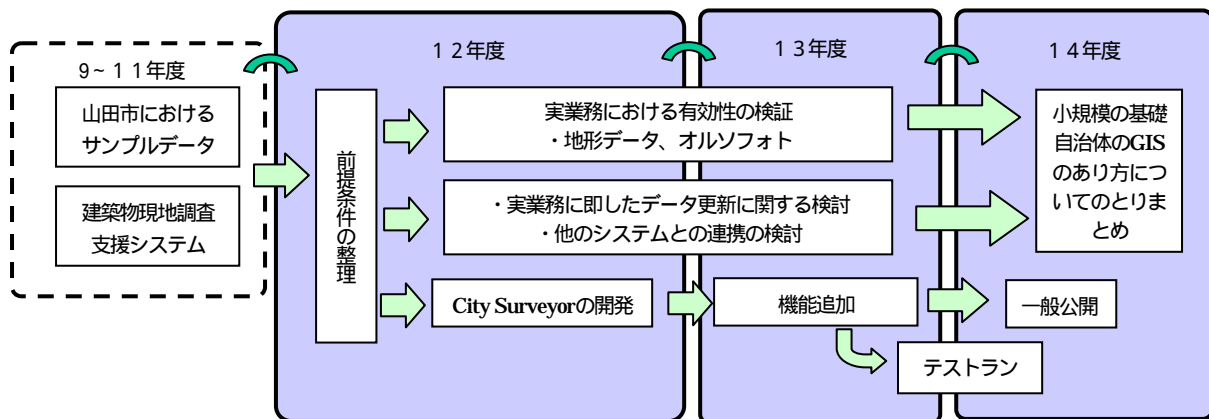 9~11年度
山田市における
サンプルデータ
建築物現地調査
支援システム
12年度
前提条件の整理
実業務における有効性の検証
・地形データ、オルソフォト
・実業務に即したデータ更新に関する検討
・他のシステムとの連携の検討
City Surveyorの開発
13年度
機能追加
テストラン
14年度
小規模の基礎
自治体のGIS
のあり方につ
いてのとりま
とめ
一般公開